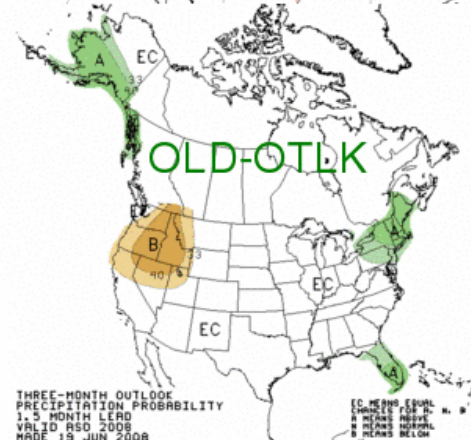 EC
A
EC
33
40
OLD-OTLK
B
33
40
A
EC
EC
A
THREE-MONTH OUTLOOK
PRECIPITATION PROBABILITY
1.5 MONTH LEAD
VALID ASO 2008
MADE 19 JUN 2008
EC MEANS EQUAL
CHANCES FOR A, N, B
A MEANS ABOVE
N MEANS NORMAL
B MEANS BELOW